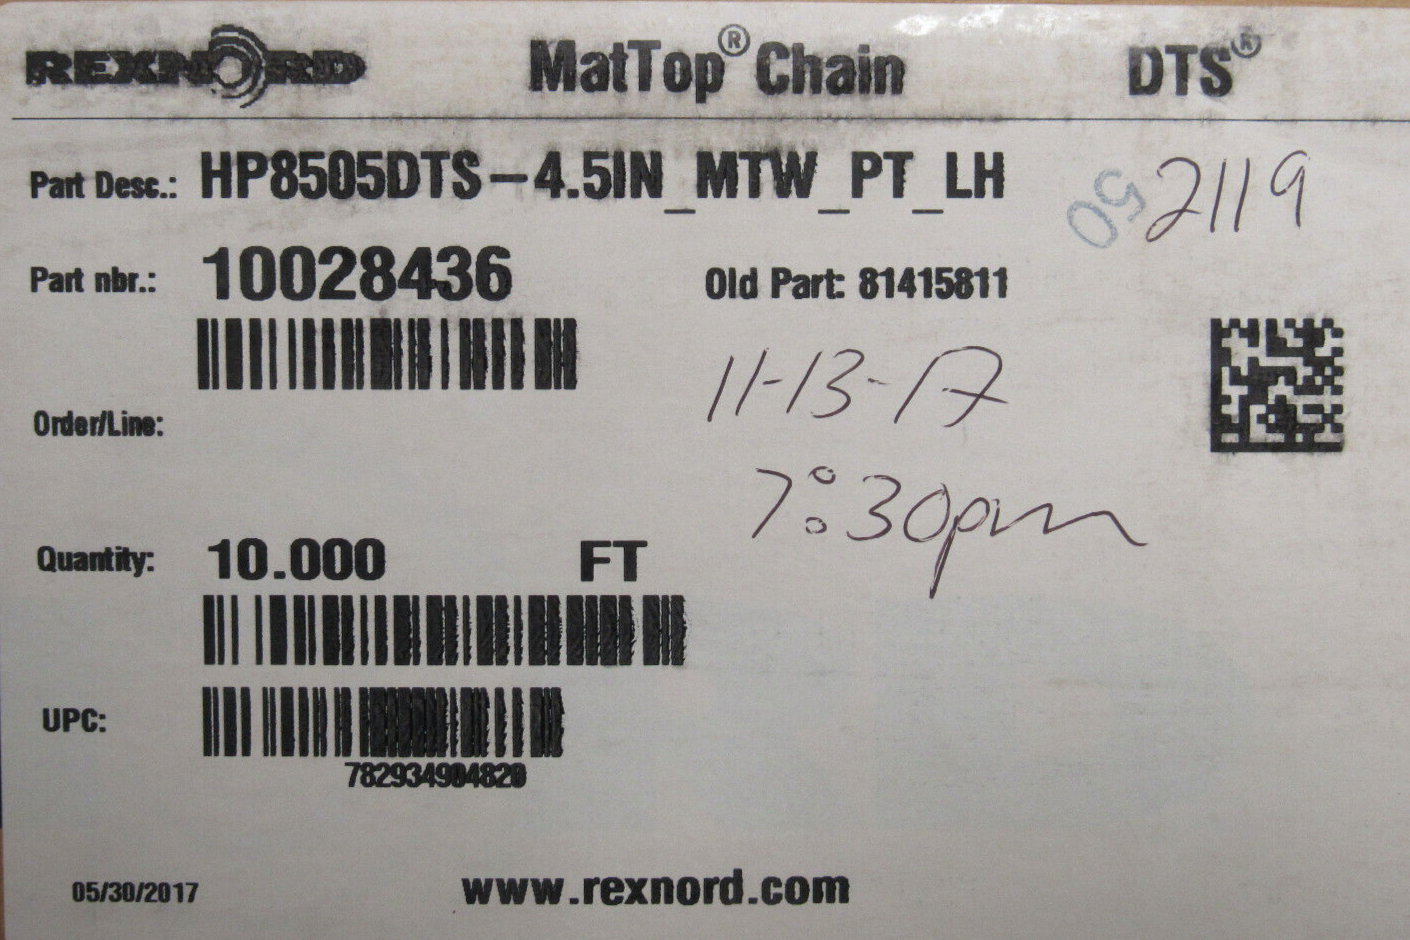 REXNORD MatTop® Chain DTS®
Part Desc.: HP8505DTS-4.5IN_MTW_PT_LH
50 2119
Part nbr.: 10028436 Old Part: 81415811
11-13-17
Order/Line:
7:30pm
Quantity: 10.000 FT
UPC:
782934904820
05/30/2017 www.rexnord.com